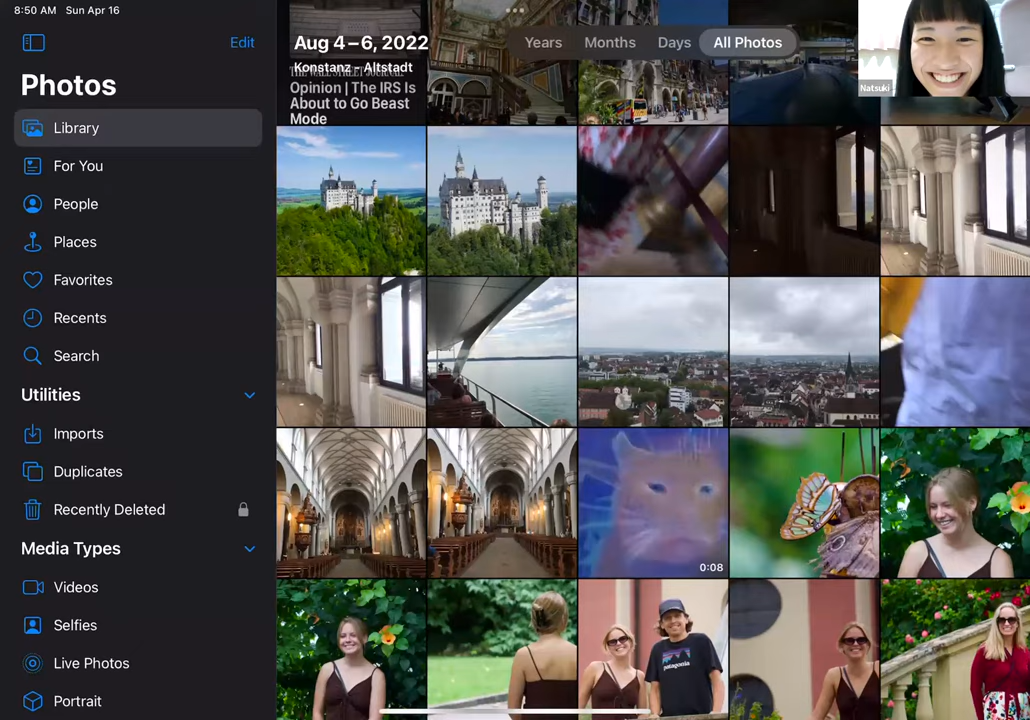 8:50 AM Sun Apr 16
Edit
Photos
Library
For You
People
Places
Favorites
Recents
Search
Utilities
Imports
Duplicates
Recently Deleted
Media Types
Videos
Selfies
Live Photos
Portrait
Aug 4–6, 2022
Konstanz – Altstadt
THE WALL STREET JOURNAL
Opinion | The IRS Is
About to Go Beast
Mode
Years
Months
Days
All Photos
Natsuki
0:08
patagonia